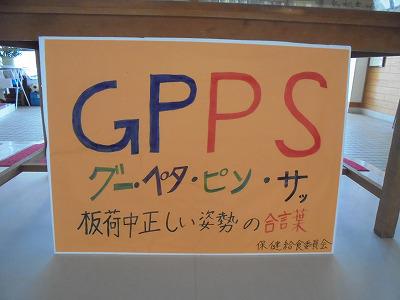 GPPS
グー・ペタ・ピン・サッ
板荷中正しい姿勢の合言葉
保健給食委員会